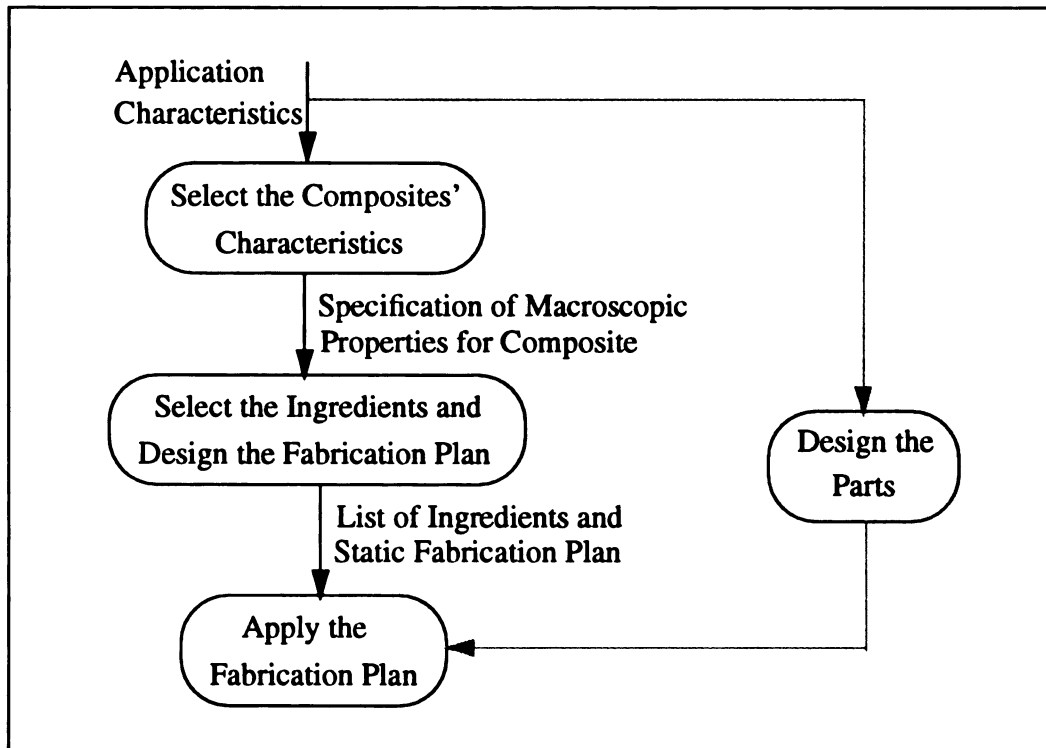 Application
Characteristics
Select the Composites'
Characteristics
Specification of Macroscopic
Properties for Composite
Select the Ingredients and
Design the Fabrication Plan
Design the
Parts
List of Ingredients and
Static Fabrication Plan
Apply the
Fabrication Plan